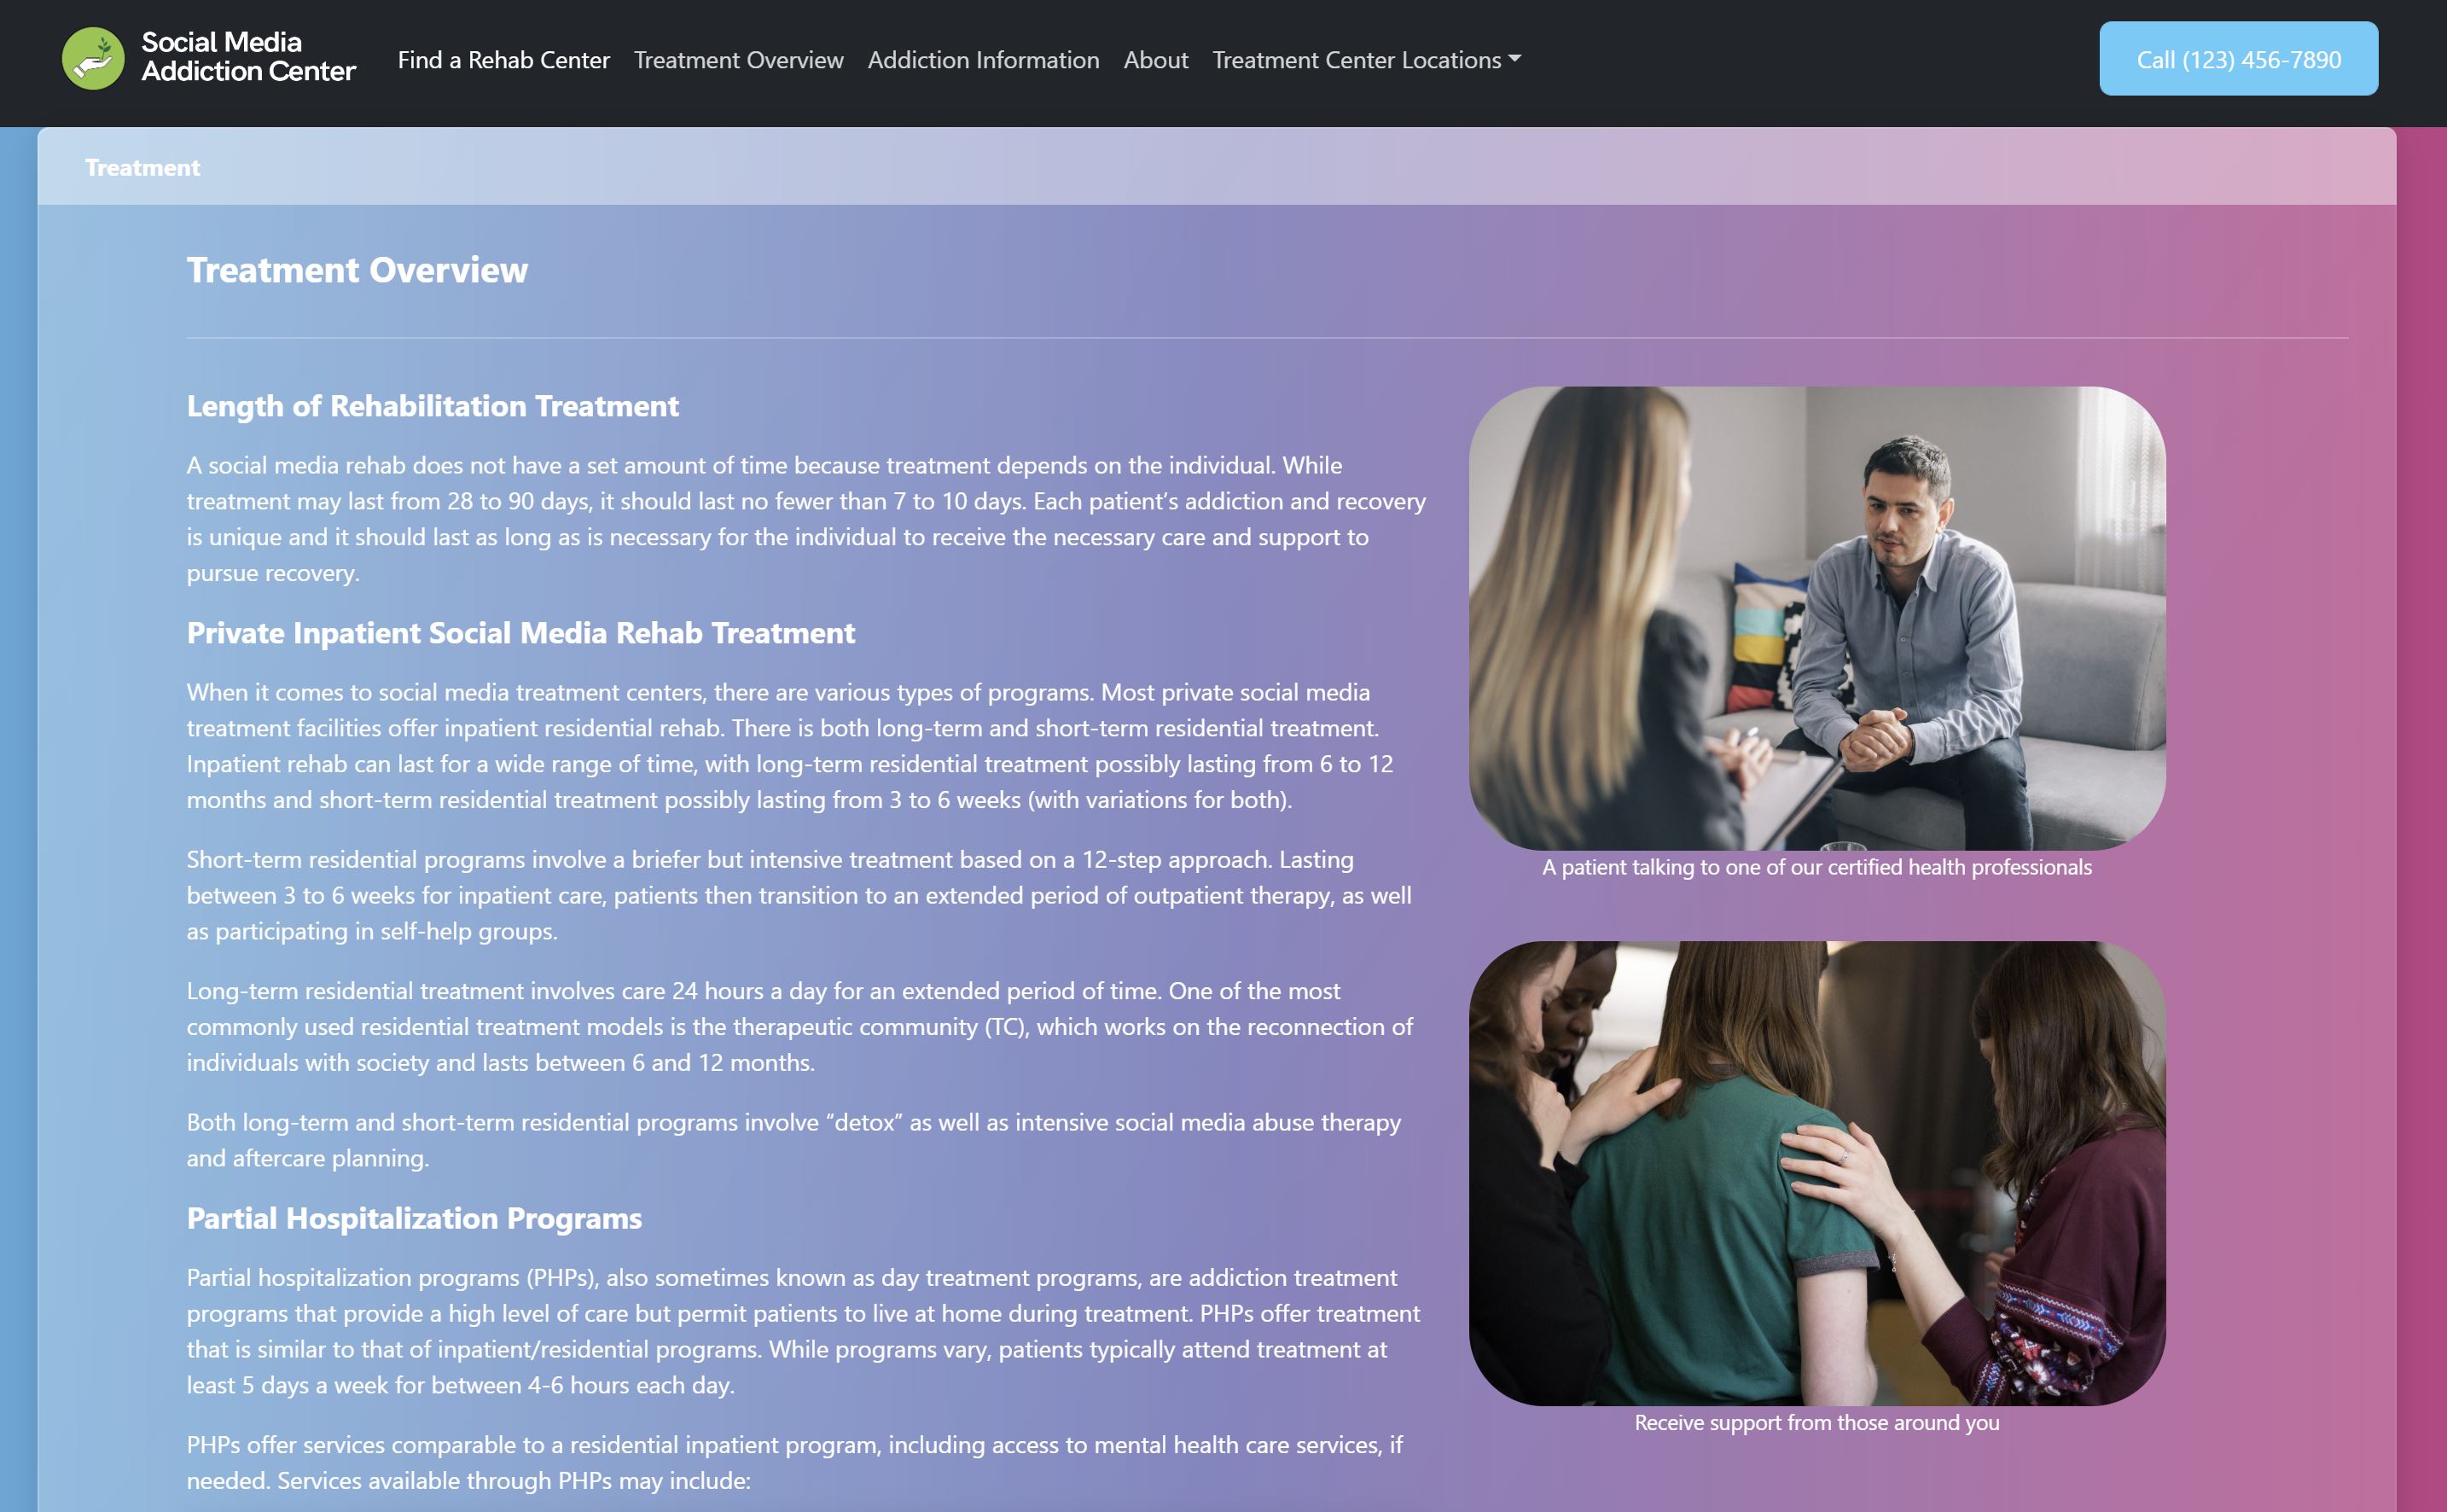 Social Media
Addiction Center
Find a Rehab Center
Treatment Overview
Addiction Information
About
Treatment Center Locations
Call (123) 456-7890
Treatment
Treatment Overview
Length of Rehabilitation Treatment
A social media rehab does not have a set amount of time because treatment depends on the individual. While
treatment may last from 28 to 90 days, it should last no fewer than 7 to 10 days. Each patient’s addiction and recovery
is unique and it should last as long as is necessary for the individual to receive the necessary care and support to
pursue recovery.
Private Inpatient Social Media Rehab Treatment
When it comes to social media treatment centers, there are various types of programs. Most private social media
treatment facilities offer inpatient residential rehab. There is both long-term and short-term residential treatment.
Inpatient rehab can last for a wide range of time, with long-term residential treatment possibly lasting from 6 to 12
months and short-term residential treatment possibly lasting from 3 to 6 weeks (with variations for both).
Short-term residential programs involve a briefer but intensive treatment based on a 12-step approach. Lasting
between 3 to 6 weeks for inpatient care, patients then transition to an extended period of outpatient therapy, as well
as participating in self-help groups.
Long-term residential treatment involves care 24 hours a day for an extended period of time. One of the most
commonly used residential treatment models is the therapeutic community (TC), which works on the reconnection of
individuals with society and lasts between 6 and 12 months.
Both long-term and short-term residential programs involve “detox” as well as intensive social media abuse therapy
and aftercare planning.
Partial Hospitalization Programs
Partial hospitalization programs (PHPs), also sometimes known as day treatment programs, are addiction treatment
programs that provide a high level of care but permit patients to live at home during treatment. PHPs offer treatment
that is similar to that of inpatient/residential programs. While programs vary, patients typically attend treatment at
least 5 days a week for between 4-6 hours each day.
PHPs offer services comparable to a residential inpatient program, including access to mental health care services, if
needed. Services available through PHPs may include:
A patient talking to one of our certified health professionals
Receive support from those around you